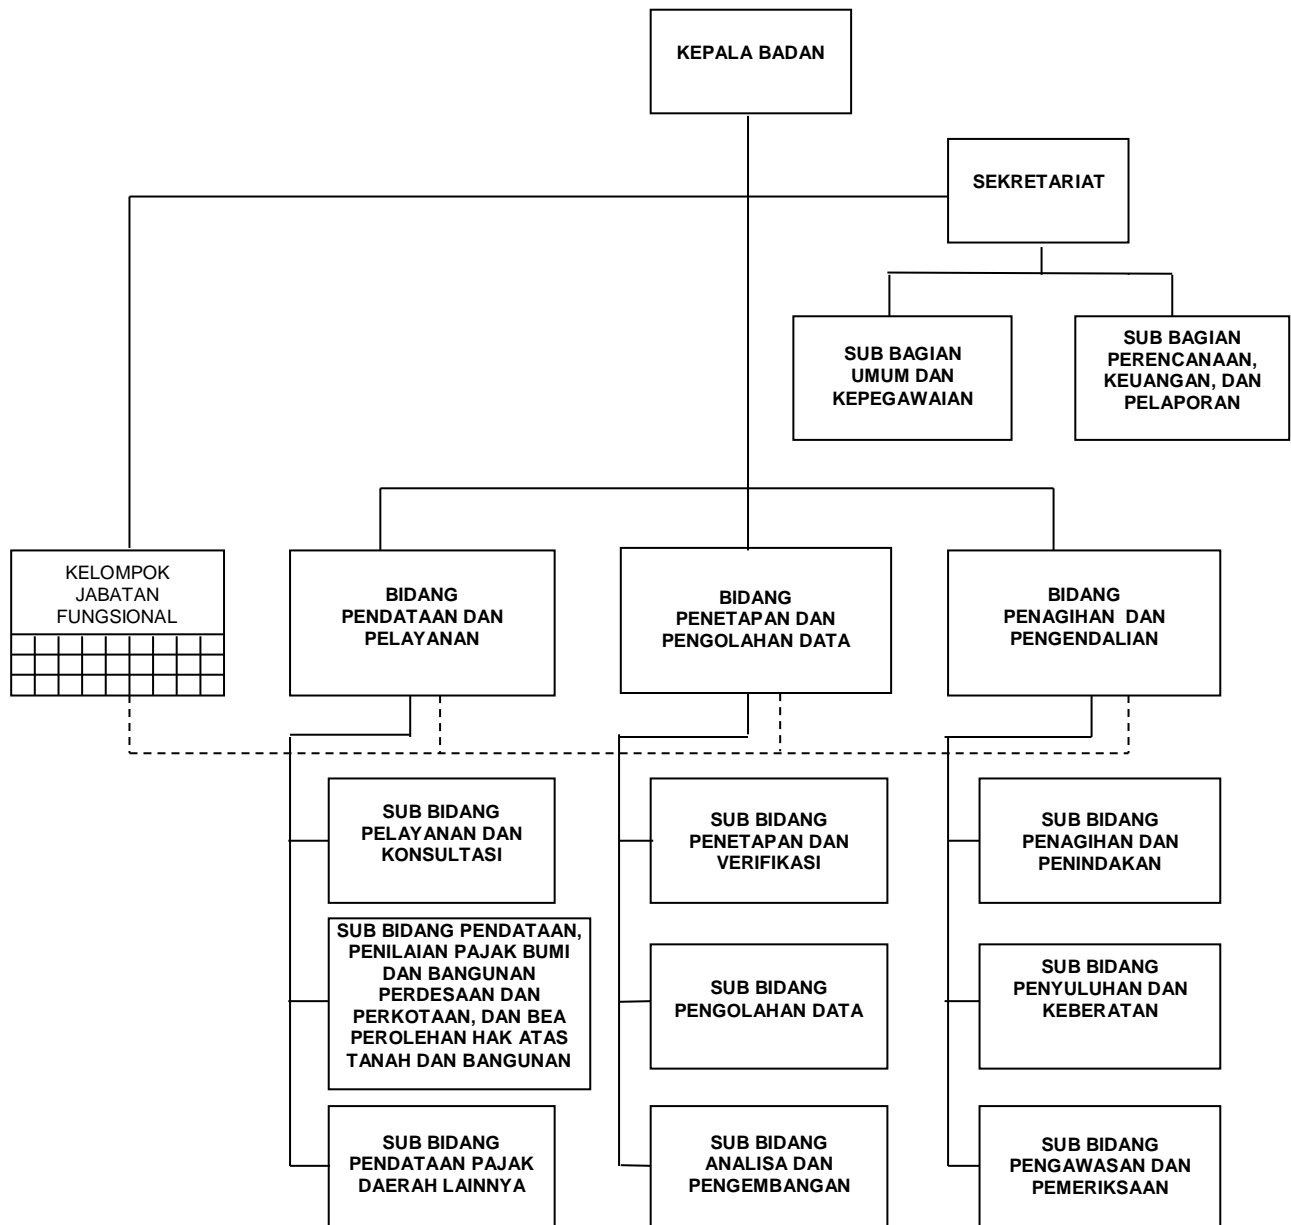 KEPALA BADAN
SEKRETARIAT
SUB BAGIAN
UMUM DAN
KEPEGAWAIAN
SUB BAGIAN
PERENCANAAN,
KEUANGAN, DAN
PELAPORAN
KELOMPOK
JABATAN
FUNGSIONAL
BIDANG
PENDATAAN DAN
PELAYANAN
BIDANG
PENETAPAN DAN
PENGOLAHAN DATA
BIDANG
PENAGIHAN DAN
PENGENDALIAN
SUB BIDANG
PELAYANAN DAN
KONSULTASI
SUB BIDANG
PENETAPAN DAN
VERIFIKASI
SUB BIDANG
PENAGIHAN DAN
PENINDAKAN
SUB BIDANG PENDATAAN,
PENILAIAN PAJAK BUMI
DAN BANGUNAN
PERDESAAN DAN
PERKOTAAN, DAN BEA
PEROLEHAN HAK ATAS
TANAH DAN BANGUNAN
SUB BIDANG
PENGOLAHAN DATA
SUB BIDANG
PENYULUHAN DAN
KEBERATAN
SUB BIDANG
PENDATAAN PAJAK
DAERAH LAINNYA
SUB BIDANG
ANALISA DAN
PENGEMBANGAN
SUB BIDANG
PENGAWASAN DAN
PEMERIKSAAN